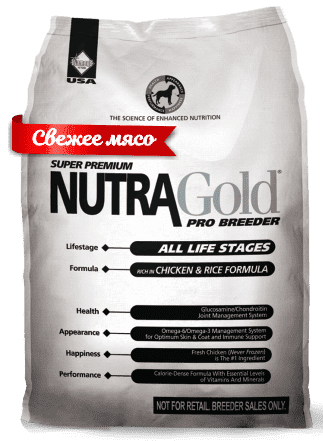 USA
THE SCIENCE OF ENHANCED NUTRITION
Свежее мясо
SUPER PREMIUM
NUTRAGold®
PRO BREEDER
Lifestage ALL LIFE STAGES
Formula RICH IN CHICKEN & RICE FORMULA
Health Glucosamine/Chondroitin
Joint Management System
Appearance Omega-6/Omega-3 Management System
for Optimum Skin & Coat and Immune Support
Happiness Fresh Chicken (Never Frozen)
is The #1 Ingredient
Performance Calorie-Dense Formula With Essential Levels
of Vitamins And Minerals
NOT FOR RETAIL. BREEDER SALES ONLY.